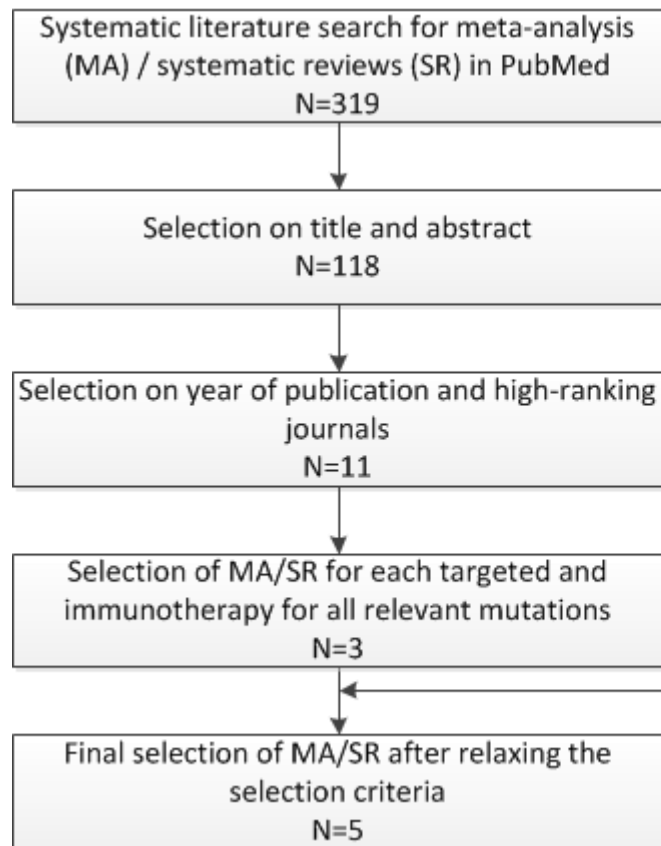 Systematic literature search for meta-analysis
(MA) / systematic reviews (SR) in PubMed
N=319
Selection on title and abstract
N=118
Selection on year of publication and high-ranking
journals
N=11
Selection of MA/SR for each targeted and
immunotherapy for all relevant mutations
N=3
Final selection of MA/SR after relaxing the
selection criteria
N=5